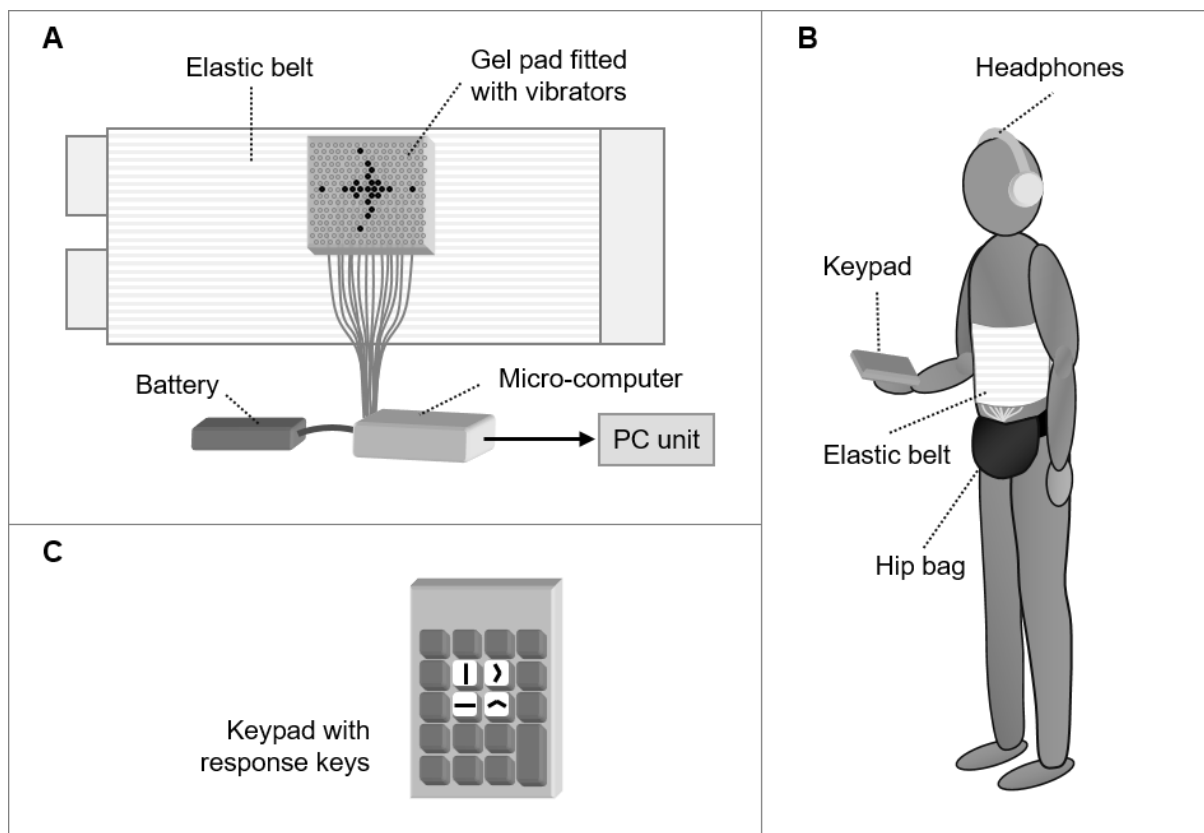 A
Elastic belt
Gel pad fitted
with vibrators
Battery
Micro-computer
PC unit
B
Headphones
Keypad
Elastic belt
Hip bag
C
Keypad with
response keys